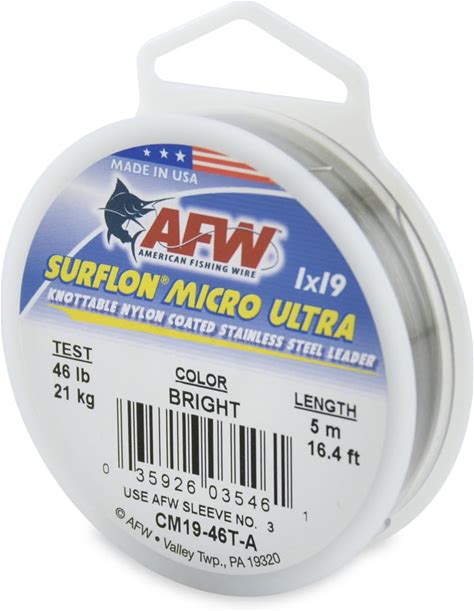 MADE IN USA
AFW
AMERICAN FISHING WIRE
1x19
SURFLON® MICRO ULTRA
KNOTTABLE NYLON COATED STAINLESS STEEL LEADER
TEST
46 lb
21 kg
COLOR
BRIGHT
LENGTH
5 m
16.4 ft
0 35926 03546 1
USE AFW SLEEVE NO. 3
CM19-46T-A
© AFW • Valley Twp., PA 19320